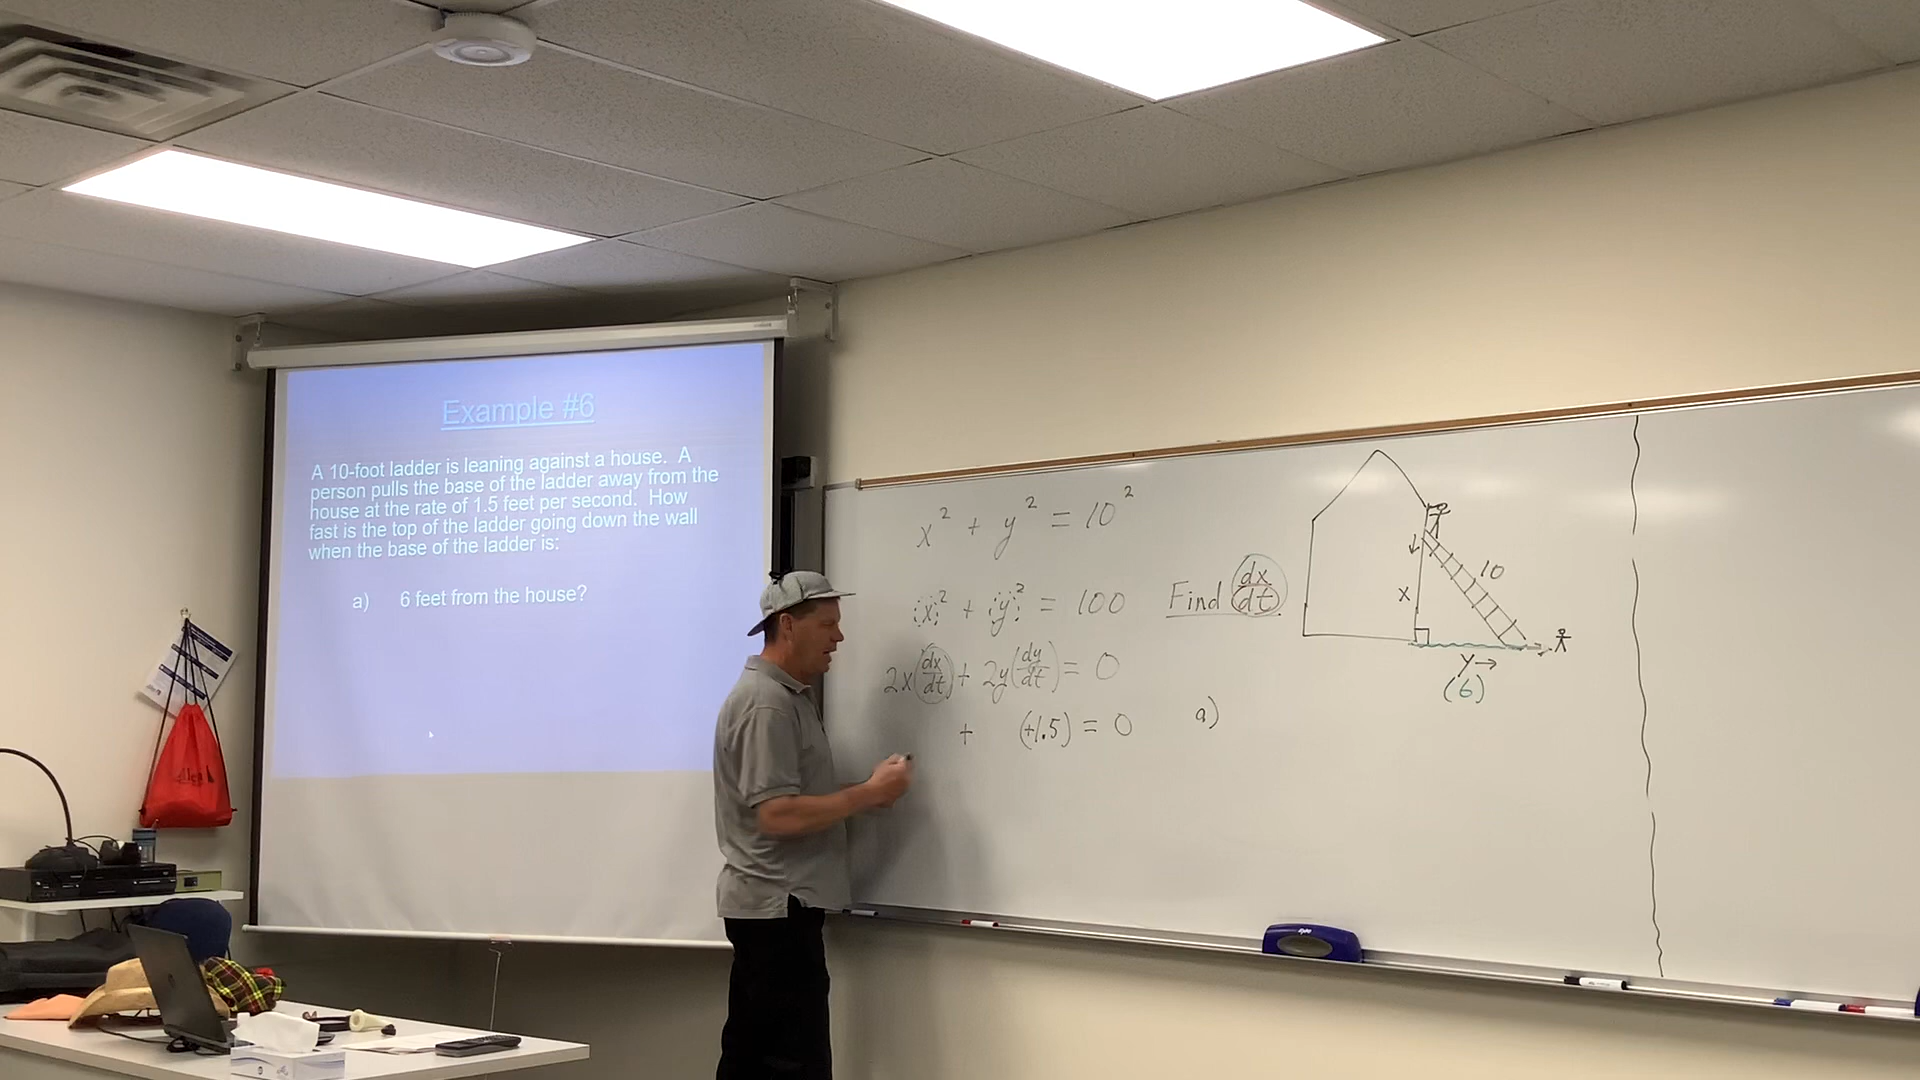 Example #6
A 10-foot ladder is leaning against a house. A
person pulls the base of the ladder away from the
house at the rate of 1.5 feet per second. How
fast is the top of the ladder going down the wall
when the base of the ladder is:
a) 6 feet from the house?
x² + y² = 10²
(x)² + (y)² = 100
2x(dx/dt) + 2y(dy/dt) = 0
+ (+1.5) = 0
Find dx/dt
a)
10
x
y→
(6)